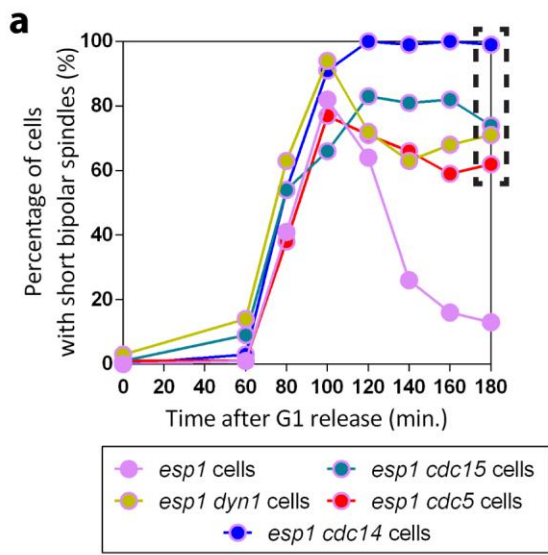 a
Percentage of cells
with short bipolar spindles (%)
100
80
60
40
20
0
0 20 40 60 80 100 120 140 160 180
Time after G1 release (min.)
esp1 cells
esp1 cdc15 cells
esp1 dyn1 cells
esp1 cdc5 cells
esp1 cdc14 cells